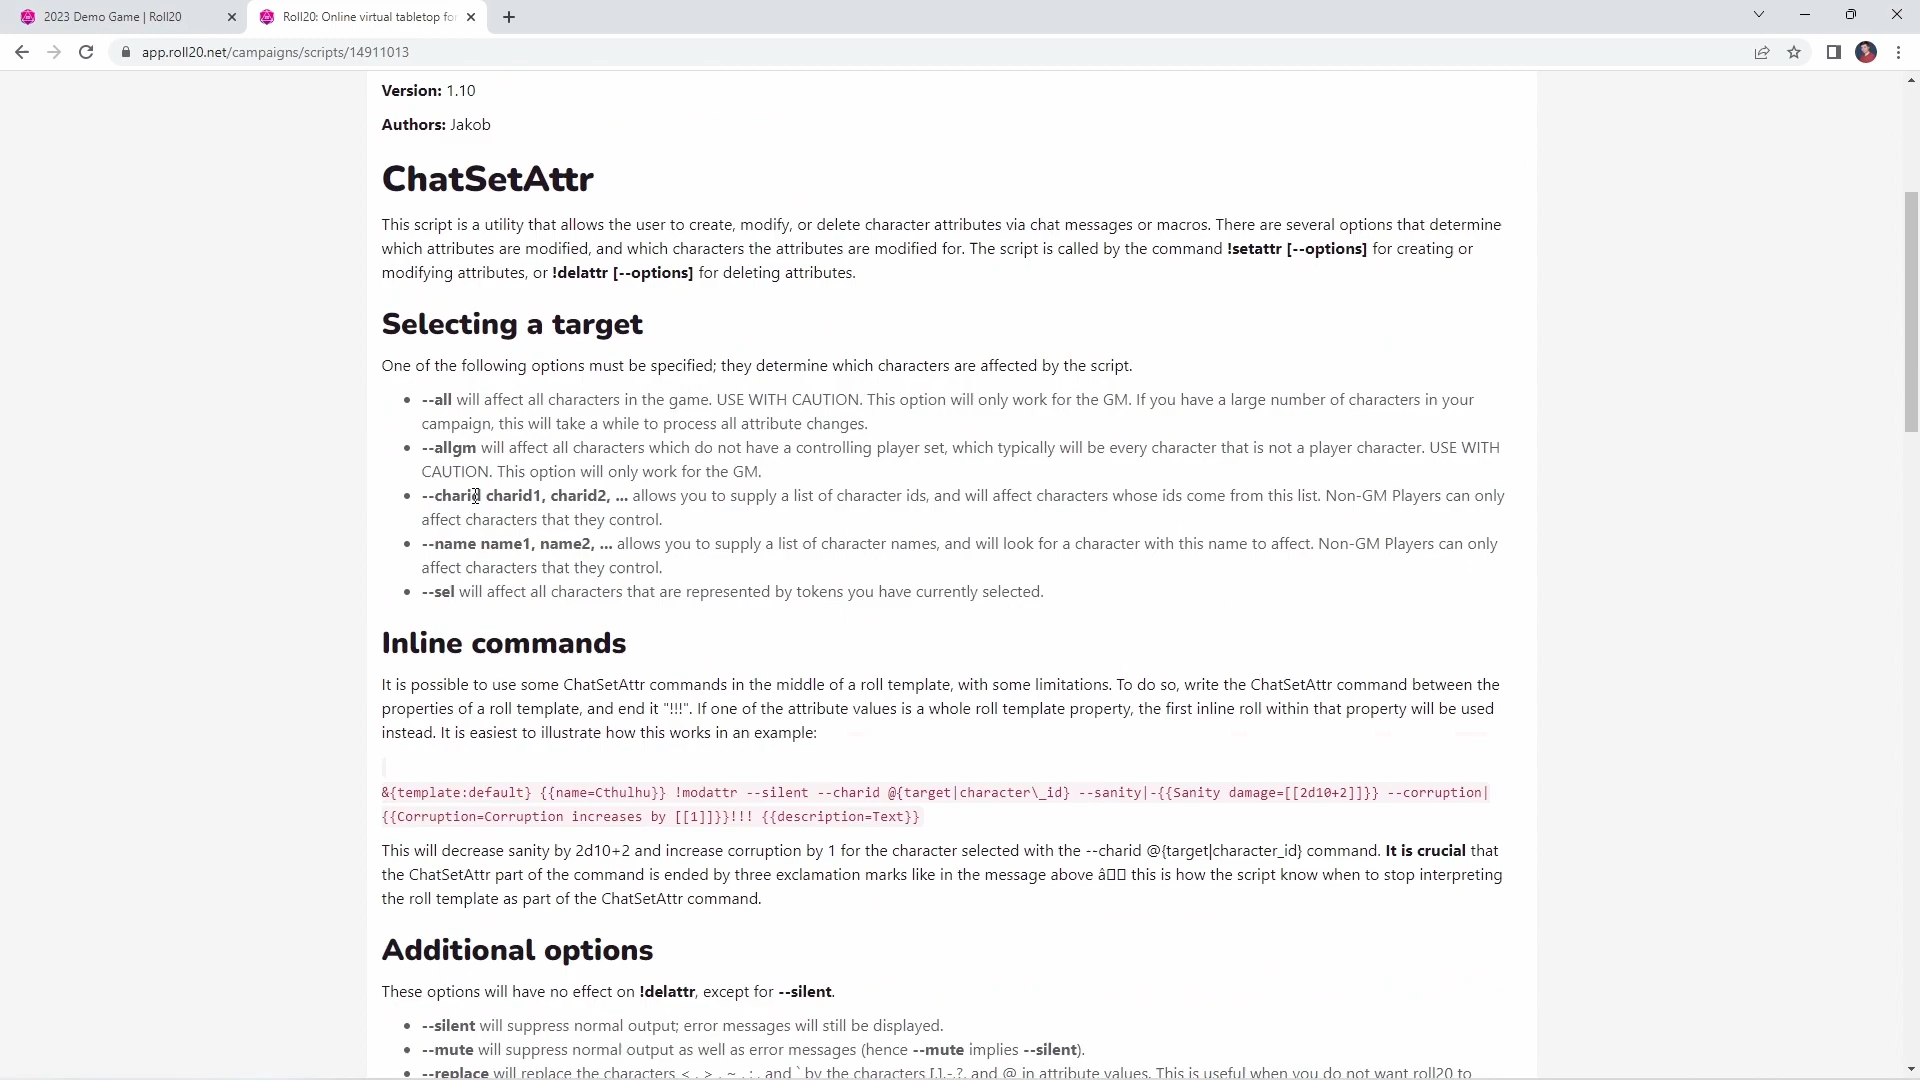 2023 Demo Game | Roll20
Roll20: Online virtual tabletop for
app.roll20.net/campaigns/scripts/14911013
Version: 1.10
Authors: Jakob
ChatSetAttr
This script is a utility that allows the user to create, modify, or delete character attributes via chat messages or macros. There are several options that determine
which attributes are modified, and which characters the attributes are modified for. The script is called by the command !setattr [--options] for creating or
modifying attributes, or !delattr [--options] for deleting attributes.
Selecting a target
One of the following options must be specified; they determine which characters are affected by the script.
• --all will affect all characters in the game. USE WITH CAUTION. This option will only work for the GM. If you have a large number of characters in your
campaign, this will take a while to process all attribute changes.
• --allgm will affect all characters which do not have a controlling player set, which typically will be every character that is not a player character. USE WITH
CAUTION. This option will only work for the GM.
• --charid charid1, charid2, ... allows you to supply a list of character ids, and will affect characters whose ids come from this list. Non-GM Players can only
affect characters that they control.
• --name name1, name2, ... allows you to supply a list of character names, and will look for a character with this name to affect. Non-GM Players can only
affect characters that they control.
• --sel will affect all characters that are represented by tokens you have currently selected.
Inline commands
It is possible to use some ChatSetAttr commands in the middle of a roll template, with some limitations. To do so, write the ChatSetAttr command between the
properties of a roll template, and end it "!!!". If one of the attribute values is a whole roll template property, the first inline roll within that property will be used
instead. It is easiest to illustrate how this works in an example:
&{template:default} {{name=Cthulhu}} !modattr --silent --charid @{target|character\_id} --sanity|-{{Sanity damage=[[2d10+2]]}} --corruption|
{{Corruption=Corruption increases by [[1]]}}!!! {{description=Text}}
This will decrease sanity by 2d10+2 and increase corruption by 1 for the character selected with the --charid @{target|character_id} command. It is crucial that
the ChatSetAttr part of the command is ended by three exclamation marks like in the message above â▯▯ this is how the script know when to stop interpreting
the roll template as part of the ChatSetAttr command.
Additional options
These options will have no effect on !delattr, except for --silent.
• --silent will suppress normal output; error messages will still be displayed.
• --mute will suppress normal output as well as error messages (hence --mute implies --silent).
• --replace will replace the characters < , > , ~ , ; , and ` by the characters [,],-,?, and @ in attribute values. This is useful when you do not want roll20 to